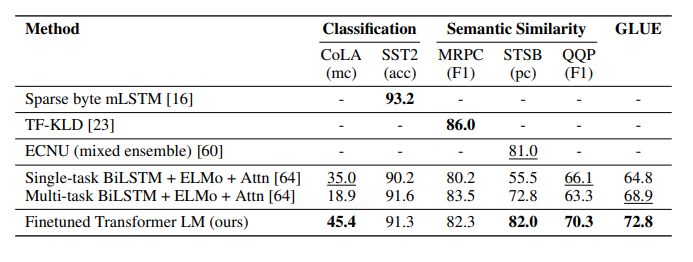 Method Classification Semantic Similarity GLUE
CoLA SST2 MRPC STSB QQP
(mc) (acc) (F1) (pc) (F1)
Sparse byte mLSTM [16] - 93.2 - - - -
TF-KLD [23] - - 86.0 - - -
ECNU (mixed ensemble) [60] - - - 81.0 - -
Single-task BiLSTM + ELMo + Attn [64] 35.0 90.2 80.2 55.5 66.1 64.8
Multi-task BiLSTM + ELMo + Attn [64] 18.9 91.6 83.5 72.8 63.3 68.9
Finetuned Transformer LM (ours) 45.4 91.3 82.3 82.0 70.3 72.8